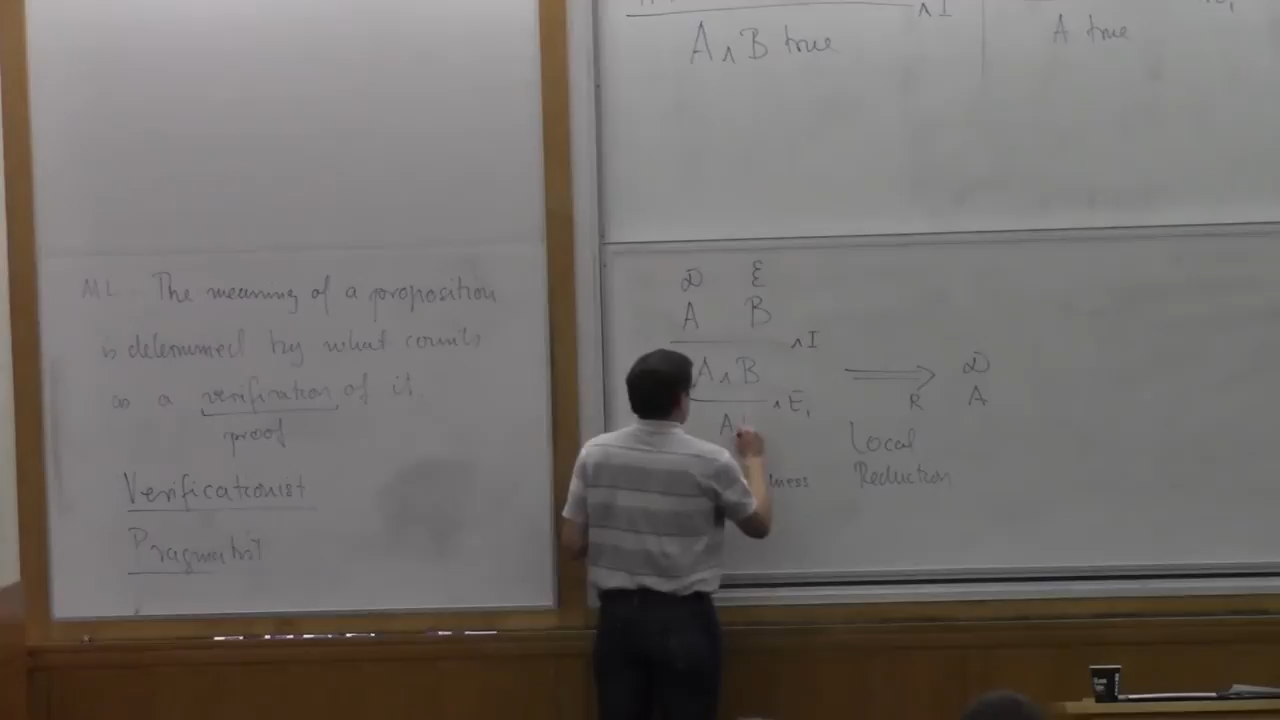 ML The meaning of a proposition
is determined by what counts
as a verification of it.
proof
Verificationist
Pragmatist
∧I
A∧B true
A true
𝒟 ℰ
A B
∧I
A∧B
∧E₁
A
⟹R
𝒟
A
Local
Reduction